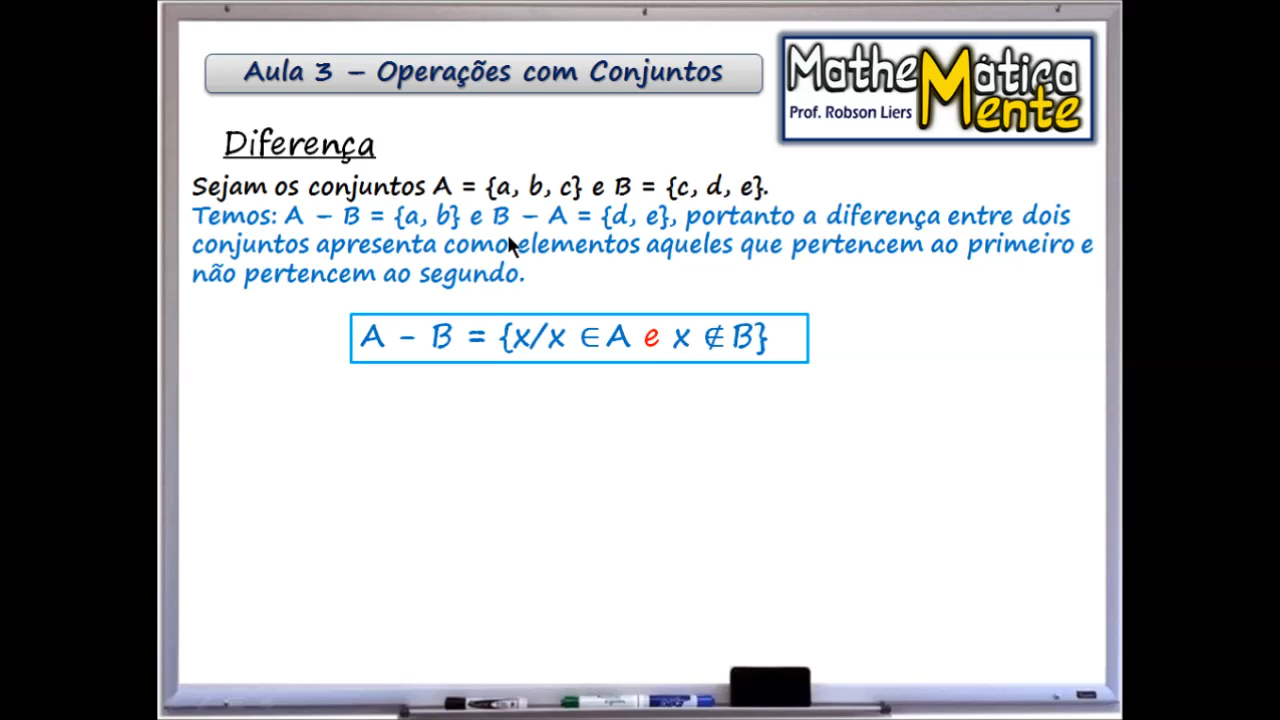 Aula 3 – Operações com Conjuntos
MatheMática
Mente
Prof. Robson Liers
Diferença
Sejam os conjuntos A = {a, b, c} e B = {c, d, e}.
Temos: A – B = {a, b} e B – A = {d, e}, portanto a diferença entre dois
conjuntos apresenta como elementos aqueles que pertencem ao primeiro e
não pertencem ao segundo.
A - B = {x/x ∈ A e x ∉ B}